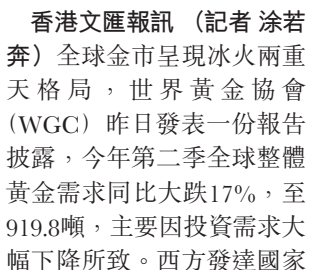 香港文匯報訊（記者 涂若
奔）全球金市呈現冰火兩重
天格局，世界黃金協會
(WGC) 昨日發表一份報告
披露，今年第二季全球整體
黃金需求同比大跌17%，至
919.8噸，主要因投資需求大
幅下降所致。西方發達國家